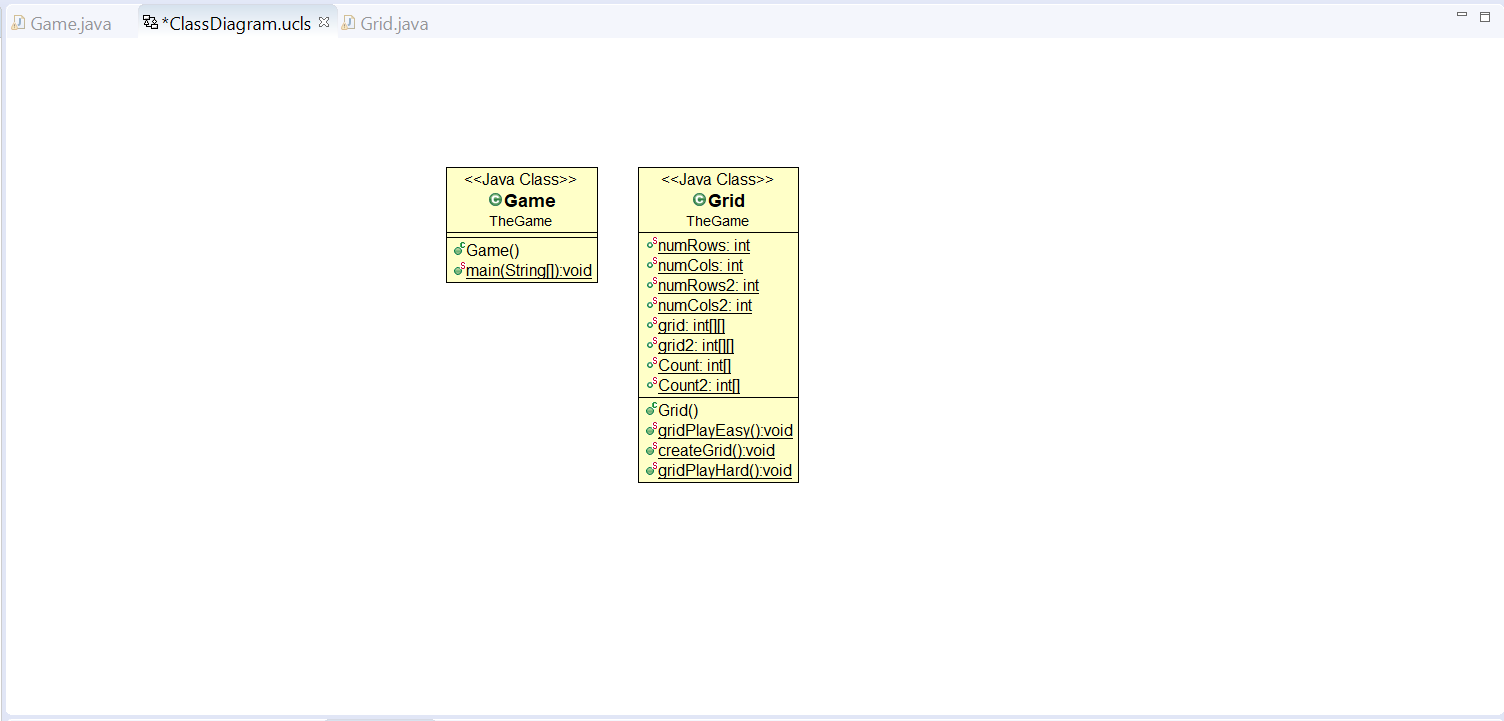 Game.java
*ClassDiagram.ucls
Grid.java
<<Java Class>>
Game
TheGame
Game()
main(String[]):void
<<Java Class>>
Grid
TheGame
numRows: int
numCols: int
numRows2: int
numCols2: int
grid: int[][]
grid2: int[][]
Count: int[]
Count2: int[]
Grid()
gridPlayEasy():void
createGrid():void
gridPlayHard():void